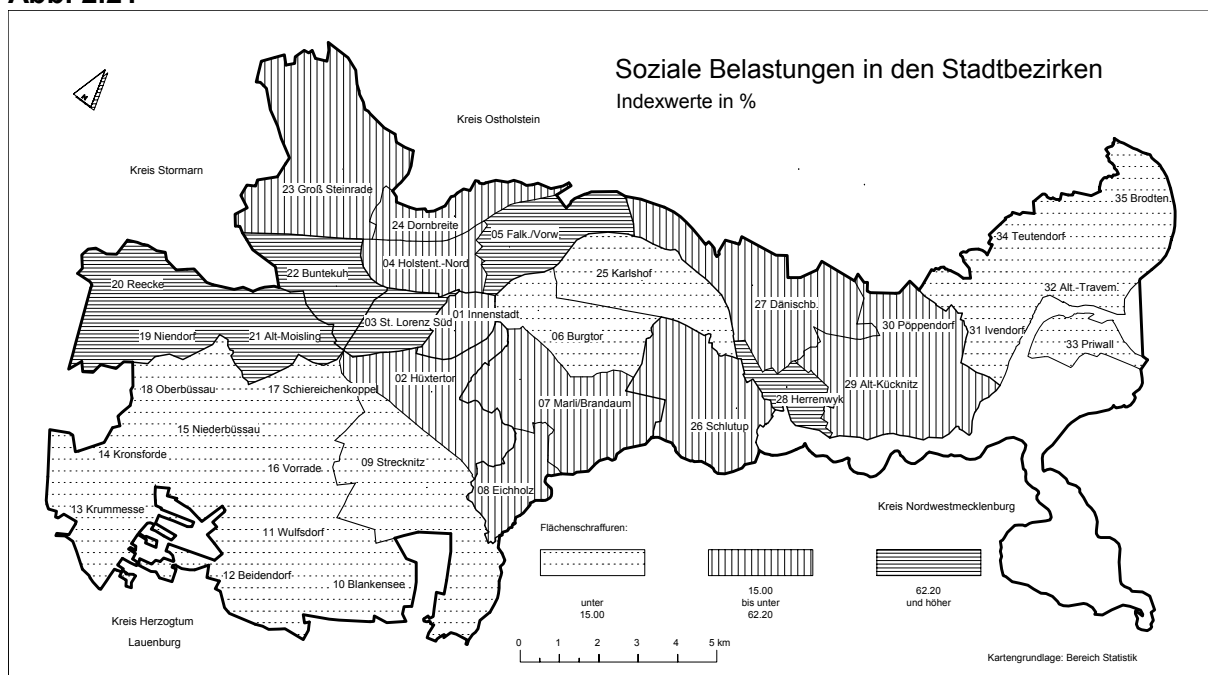 Soziale Belastungen in den Stadtbezirken
Indexwerte in %
N
Kreis Ostholstein
Kreis Stormarn
23 Groß Steinrade
35 Brodten.
24 Dornbreite
05 Falk./Vorw
34 Teutendorf
04 Holstent.-Nord
22 Buntekuh
25 Karlshof
20 Reecke
32 Alt.-Travem.
27 Dänischb.
01 Innenstadt
03 St. Lorenz Süd
30 Pöppendorf
31 Ivendorf
19 Niendorf
21 Alt-Moisling
06 Burgtor
33 Priwall
02 Hüxtertor
18 Oberbüssau
17 Schiereichenkoppel
29 Alt-Kücknitz
28 Herrenwyk
07 Marli/Brandaum
26 Schlutup
15 Niederbüssau
14 Kronsforde
16 Vorrade
09 Strecknitz
08 Eichholz
13 Krummesse
Kreis Nordwestmecklenburg
11 Wulfsdorf
Flächenschraffuren:
12 Beidendorf
10 Blankensee
unter
15.00
15.00
bis unter
62.20
62.20
und höher
Kreis Herzogtum
Lauenburg
0 1 2 3 4 5 km
Kartengrundlage: Bereich Statistik